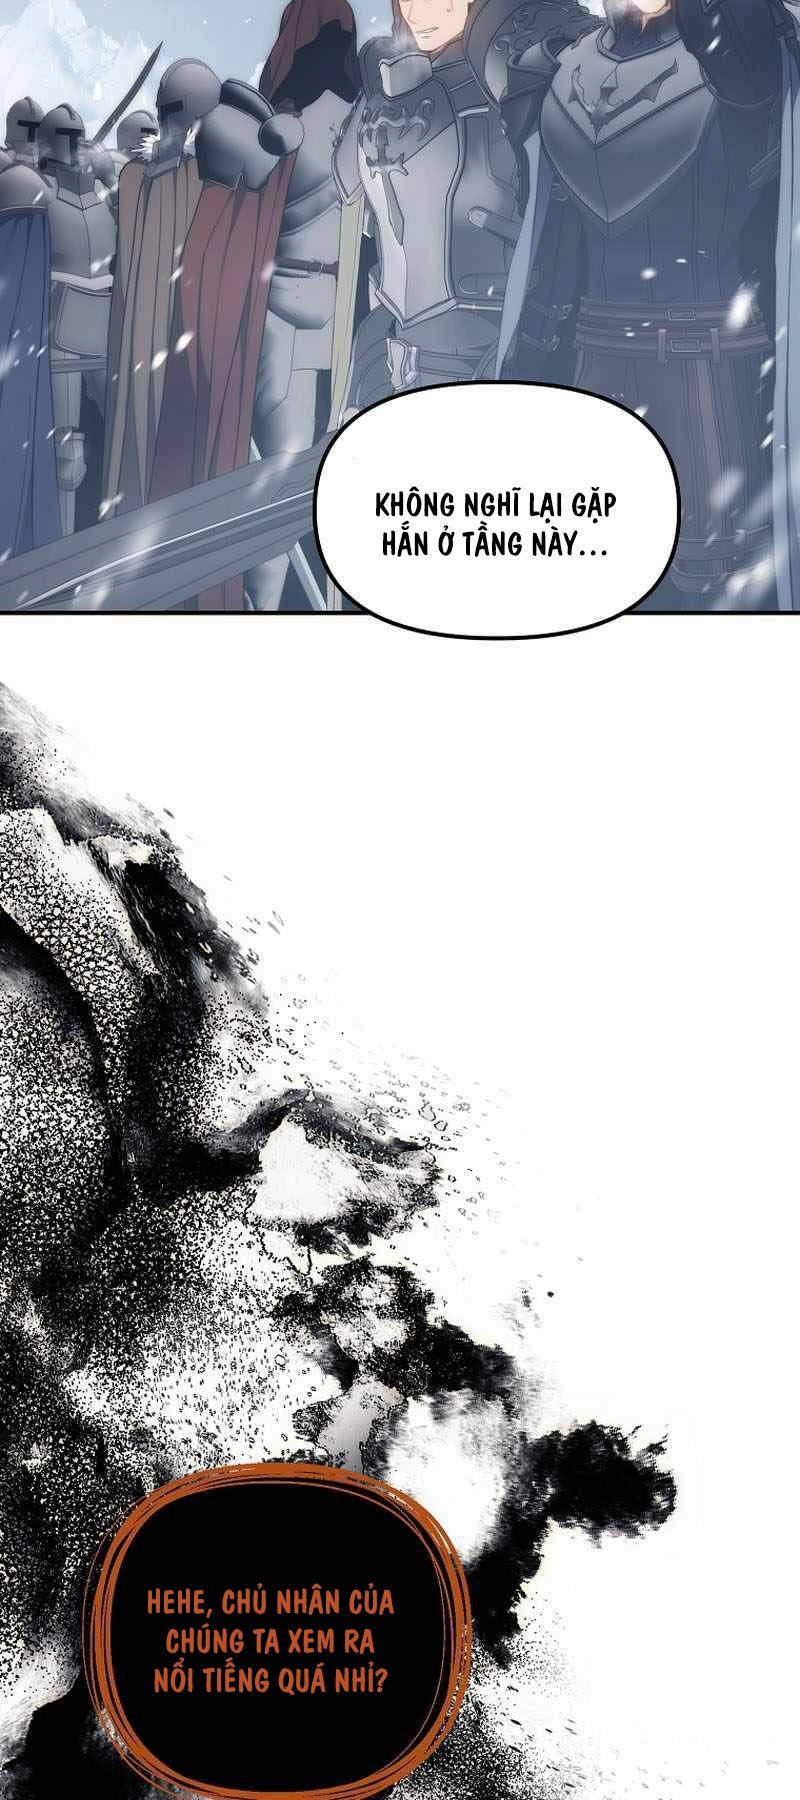 KHÔNG NGHĨ LẠI GẶP
HẮN Ở TẦNG NÀY...
HEHE, CHỦ NHÂN CỦA
CHÚNG TA XEM RA
NỔI TIẾNG QUÁ NHỈ?